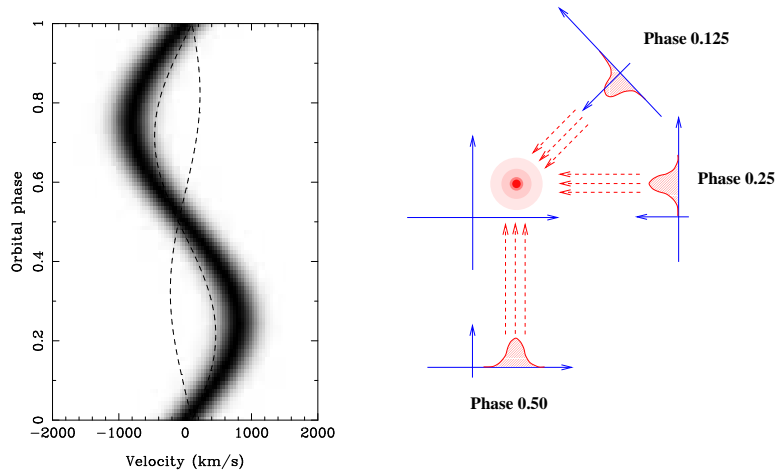 1
0.8
0.6
0.4
0.2
0
Orbital phase
−2000 −1000 0 1000 2000
Velocity (km/s)
Phase 0.125
Phase 0.25
Phase 0.50